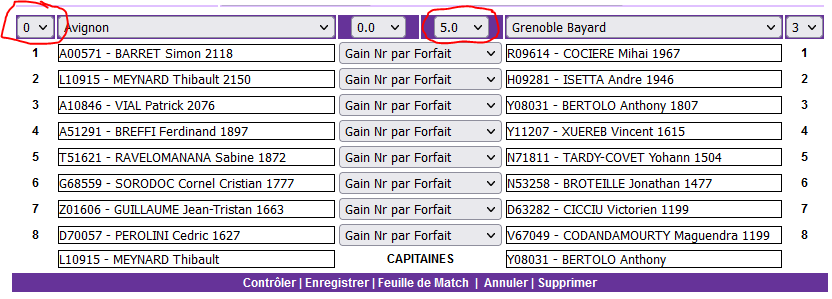 0 Avignon 0.0 5.0 Grenoble Bayard 3
1 A00571 - BARRET Simon 2118 Gain Nr par Forfait R09614 - COCIERE Mihai 1967 1
2 L10915 - MEYNARD Thibault 2150 Gain Nr par Forfait H09281 - ISETTA Andre 1946 2
3 A10846 - VIAL Patrick 2076 Gain Nr par Forfait Y08031 - BERTOLO Anthony 1807 3
4 A51291 - BREFFI Ferdinand 1897 Gain Nr par Forfait Y11207 - XUEREB Vincent 1615 4
5 T51621 - RAVELOMANANA Sabine 1872 Gain Nr par Forfait N71811 - TARDY-COVET Yohann 1504 5
6 G68559 - SORODOC Cornel Cristian 1777 Gain Nr par Forfait N53258 - BROTEILLE Jonathan 1477 6
7 Z01606 - GUILLAUME Jean-Tristan 1663 Gain Nr par Forfait D63282 - CICCIU Victorien 1199 7
8 D70057 - PEROLINI Cedric 1627 Gain Nr par Forfait V67049 - CODANDAMOURTY Maguendra 1199 8
L10915 - MEYNARD Thibault CAPITAINES Y08031 - BERTOLO Anthony
Contrôler | Enregistrer | Feuille de Match | Annuler | Supprimer